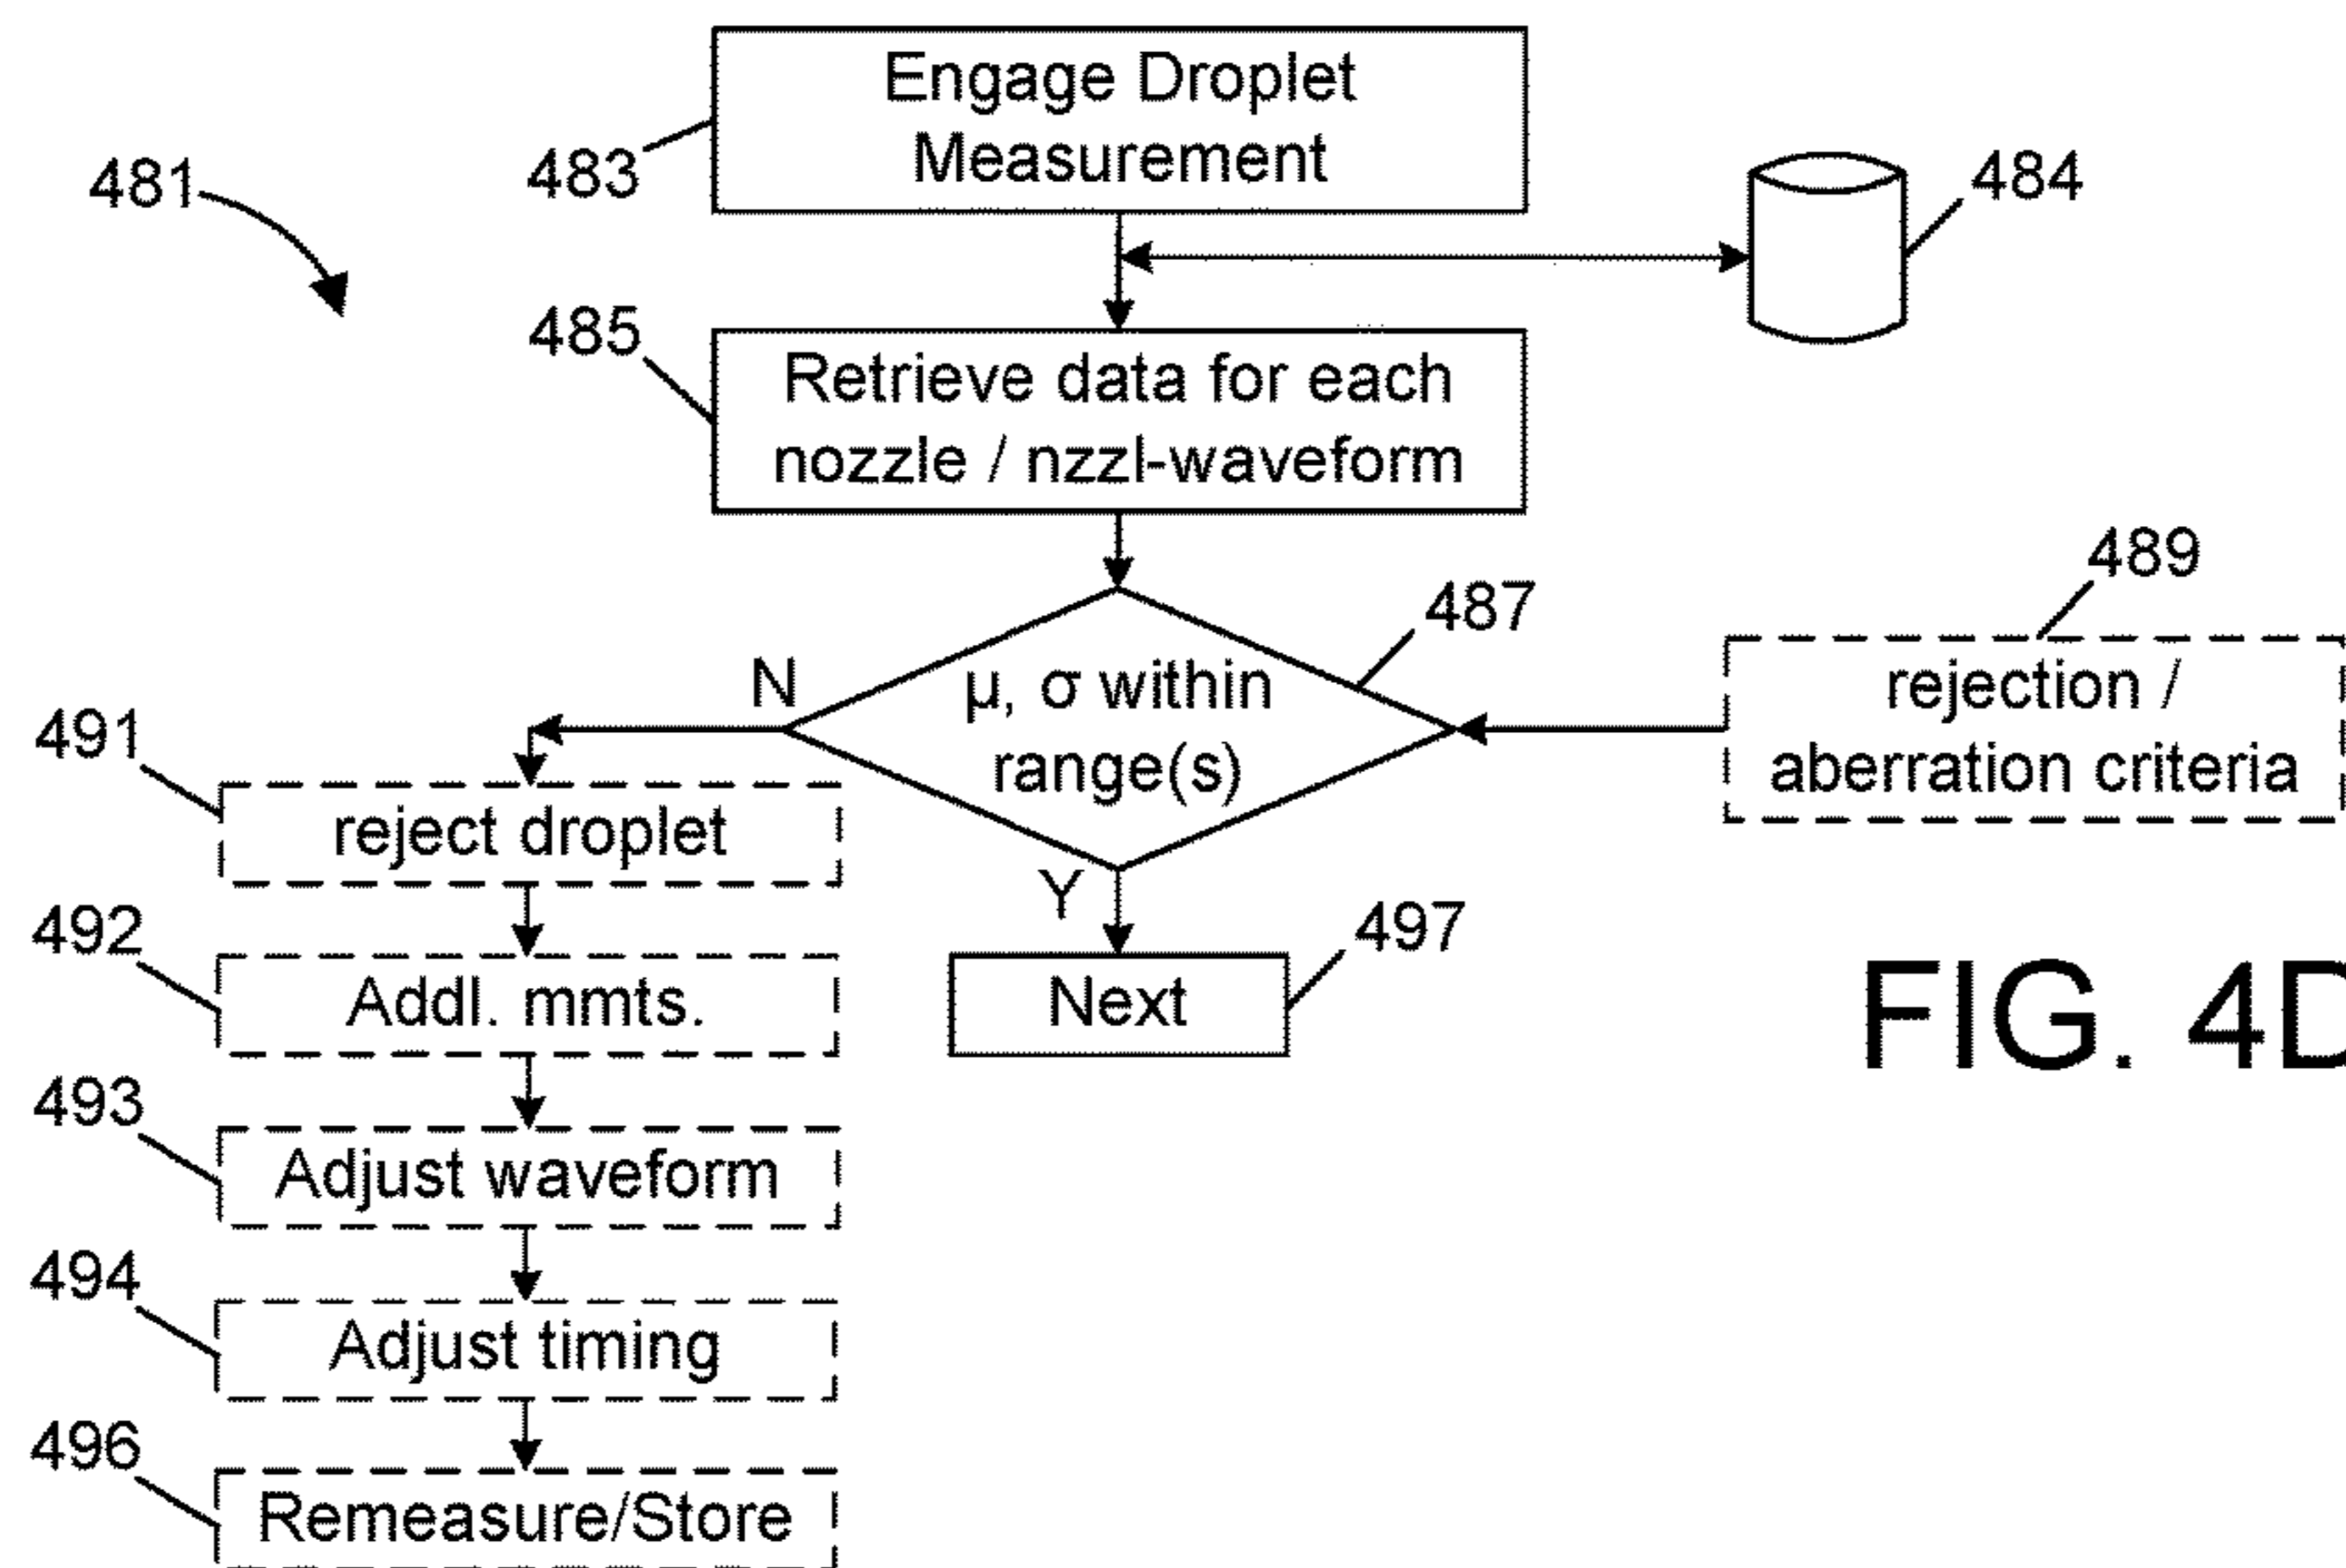 Engage Droplet
Measurement
483
481
484
485
Retrieve data for each
nozzle / nzzl-waveform
489
487
N
μ, σ within
range(s)
rejection /
aberration criteria
491
reject droplet
Y
492
Addl. mmts.
497
Next
FIG. 4D
493
Adjust waveform
494
Adjust timing
496
Remeasure/Store